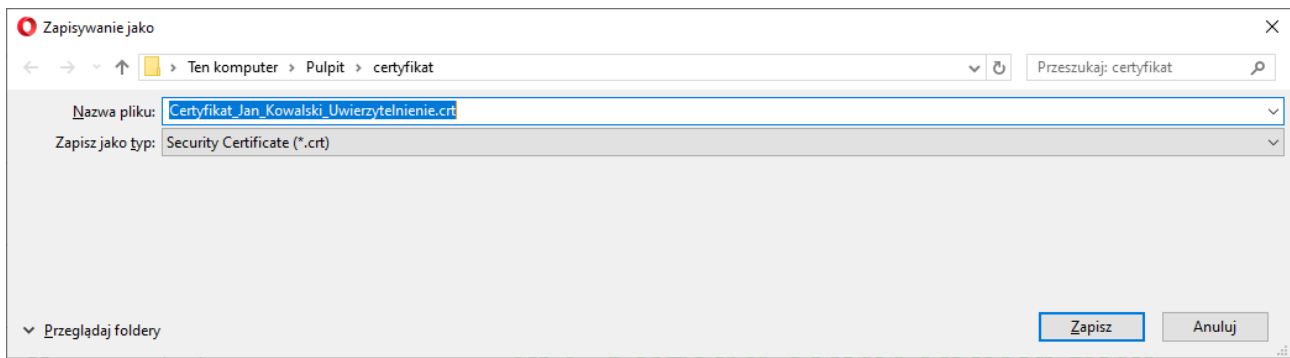 Zapisywanie jako
Ten komputer > Pulpit > certyfikat
Przeszukaj: certyfikat
Nazwa pliku: Certyfikat_Jan_Kowalski_Uwierzytelnienie.crt
Zapisz jako typ: Security Certificate (*.crt)
Przeglądaj foldery
Zapisz
Anuluj